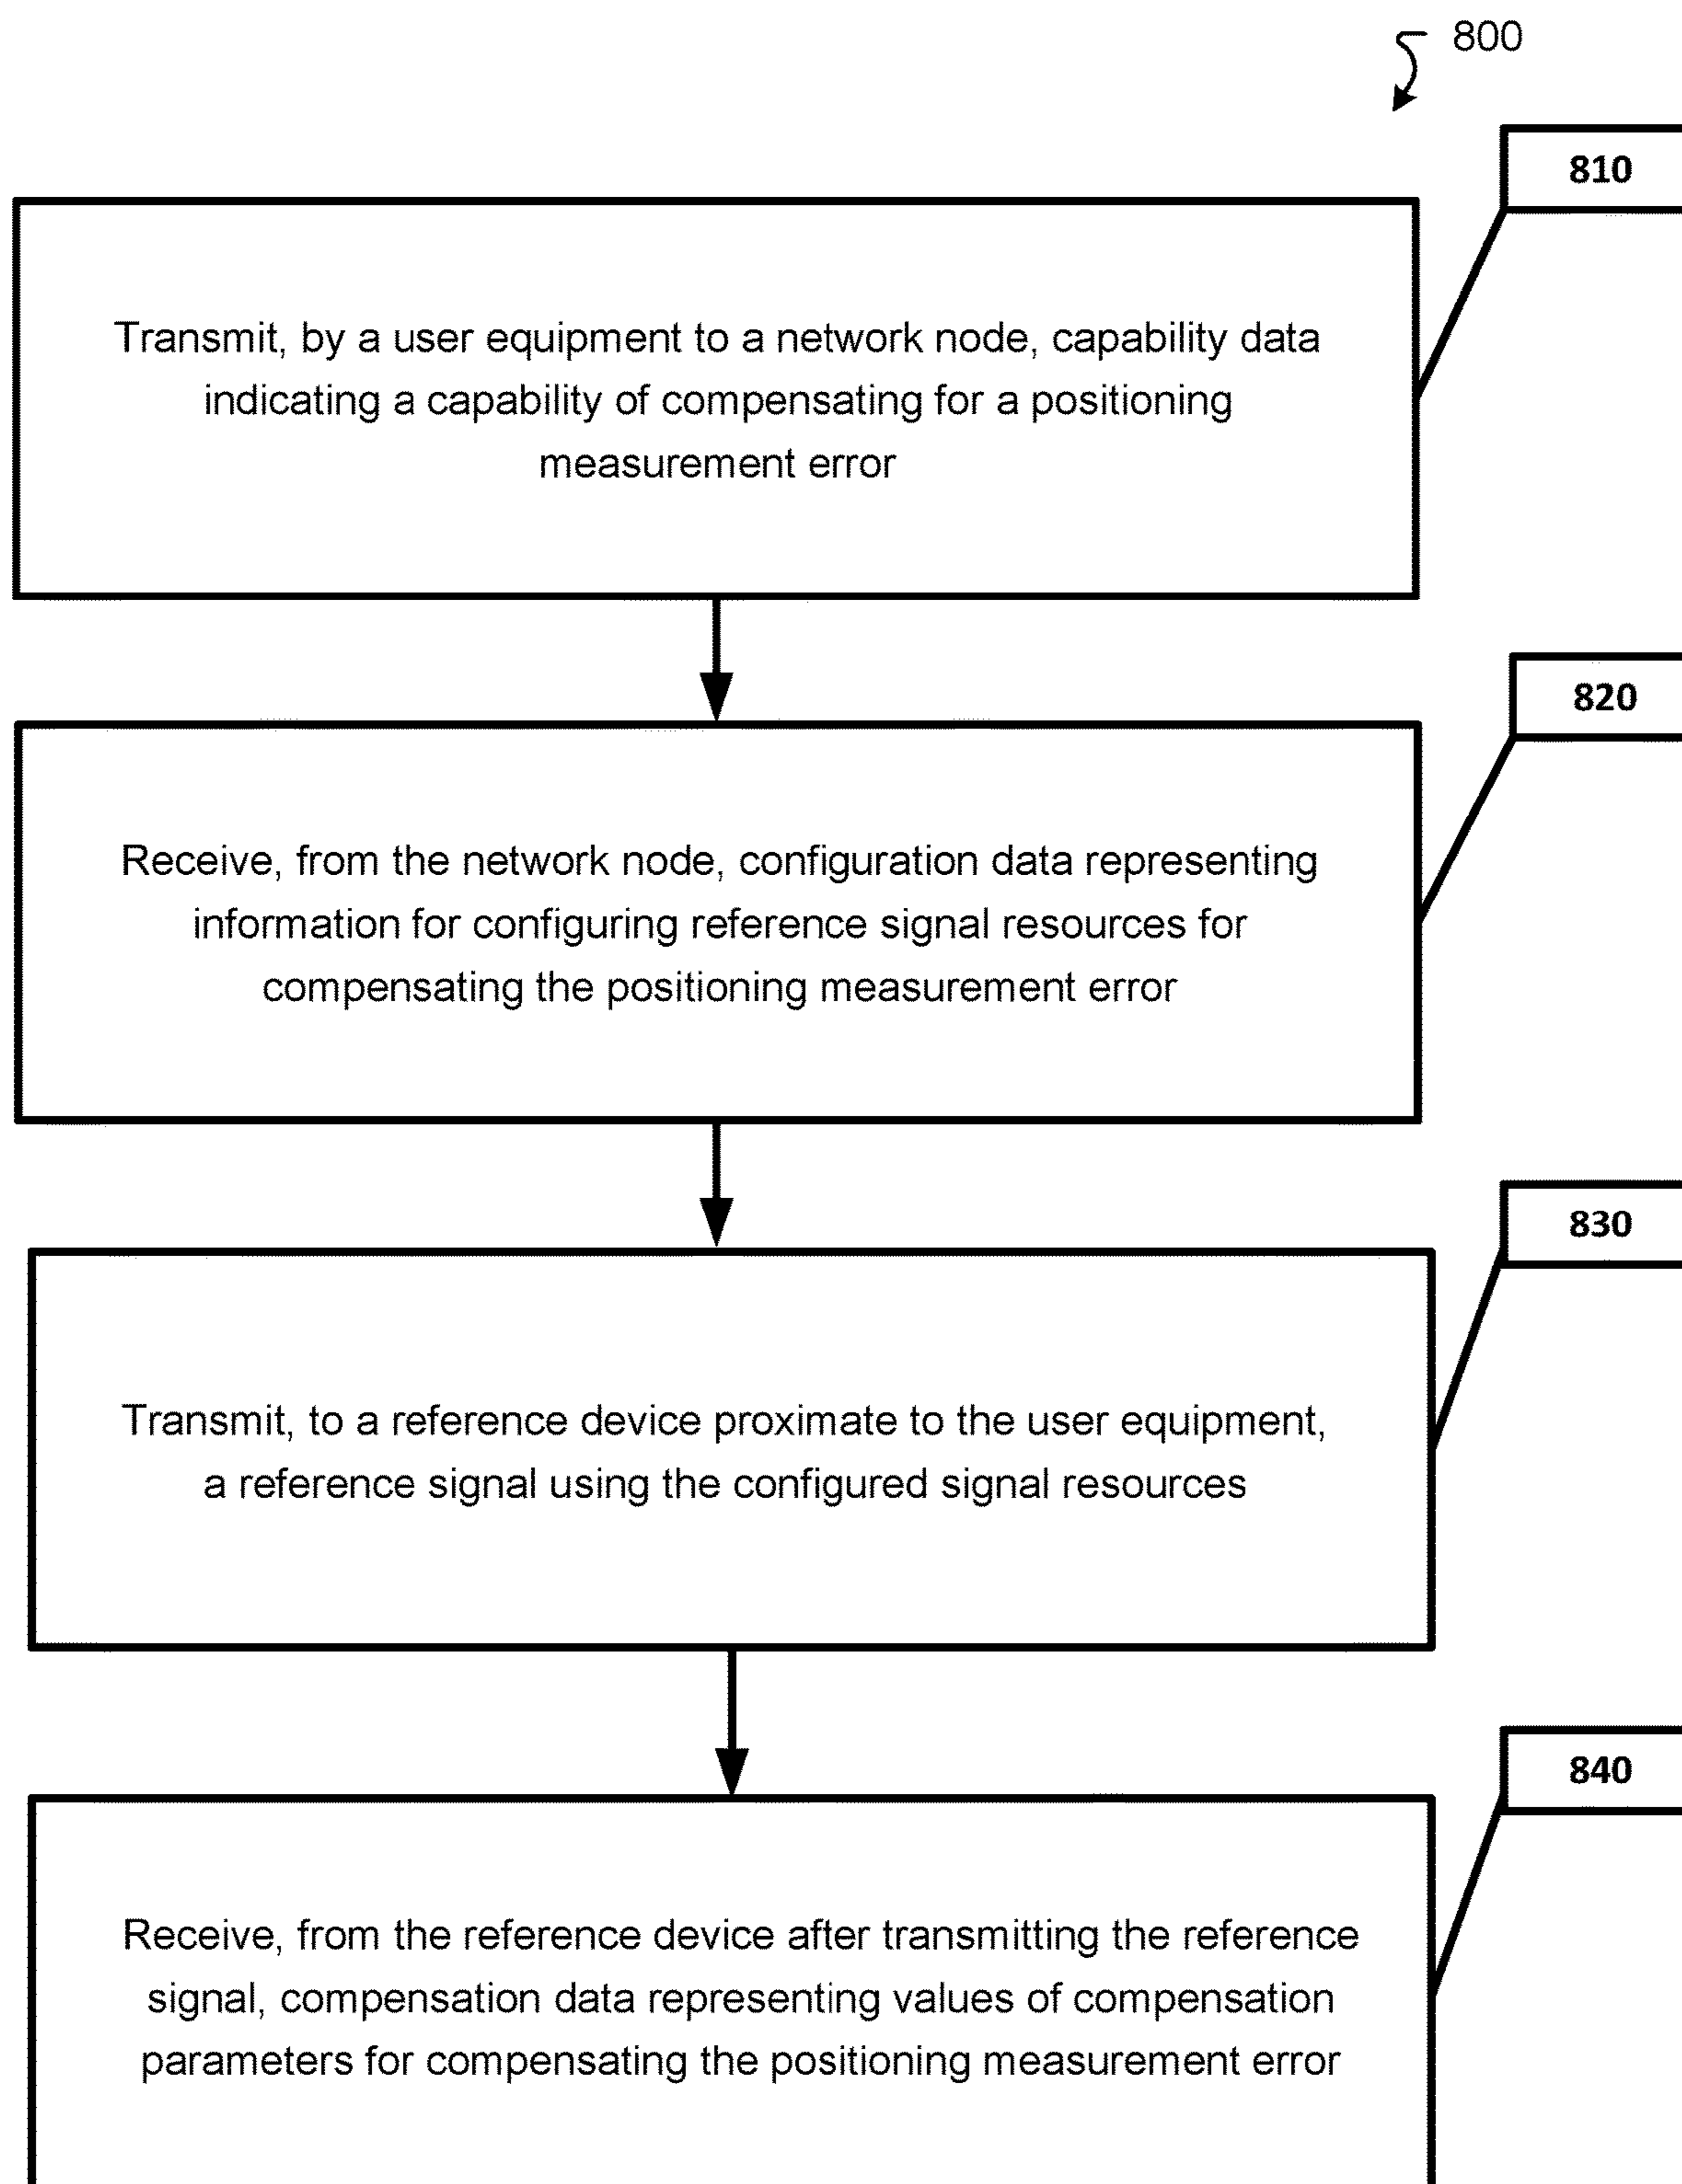 800
810
Transmit, by a user equipment to a network node, capability data
indicating a capability of compensating for a positioning
measurement error
820
Receive, from the network node, configuration data representing
information for configuring reference signal resources for
compensating the positioning measurement error
830
Transmit, to a reference device proximate to the user equipment,
a reference signal using the configured signal resources
840
Receive, from the reference device after transmitting the reference
signal, compensation data representing values of compensation
parameters for compensating the positioning measurement error